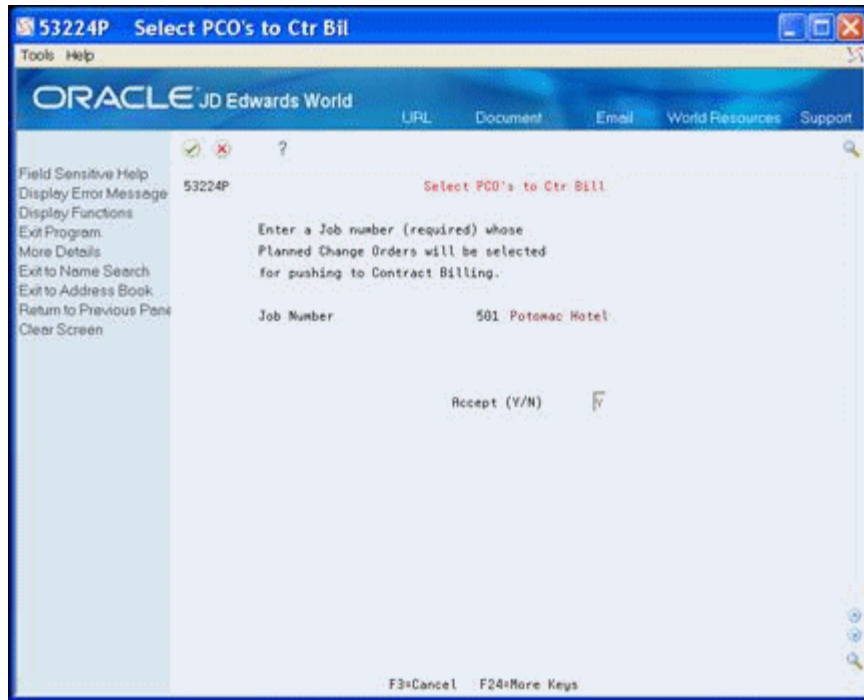 53224P Select PCO's to Ctr Bil
Tools Help
ORACLE JD Edwards World
URL Document Email World Resources Support
?
Field Sensitive Help
Display Error Message
Display Functions
Exit Program
More Details
Exit to Name Search
Exit to Address Book
Return to Previous Pane
Clear Screen
53224P Select PCO's to Ctr Bill
Enter a Job number (required) whose
Planned Change Orders will be selected
for pushing to Contract Billing.
Job Number 501 Potomac Hotel
Accept (Y/N) Y
F3=Cancel F24=More Keys